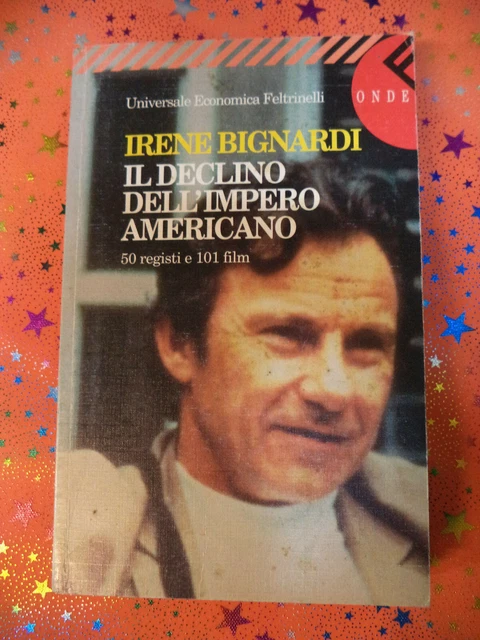 Universale Economica Feltrinelli
ONDE
IRENE BIGNARDI
IL DECLINO
DELL'IMPERO
AMERICANO
50 registi e 101 film